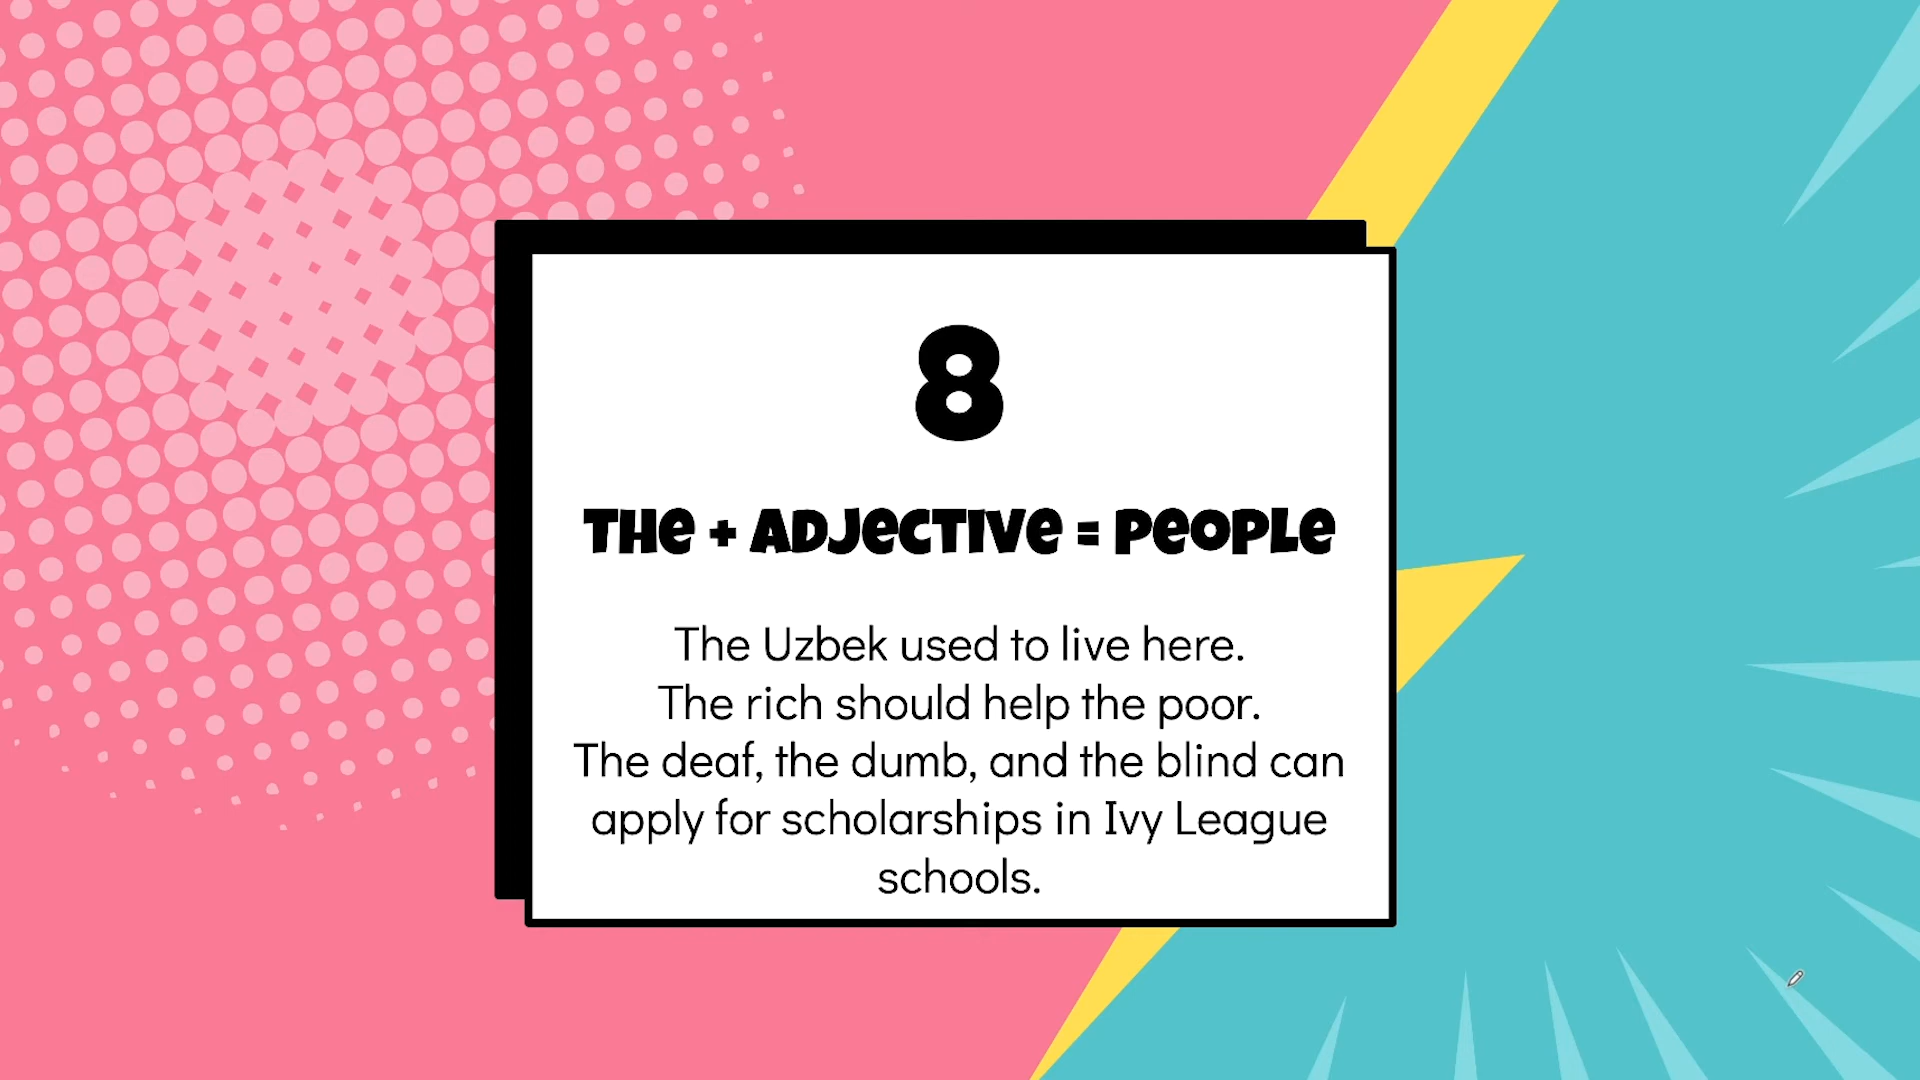 8
THE + ADJECTIVE = PEOPLE
The Uzbek used to live here.
The rich should help the poor.
The deaf, the dumb, and the blind can
apply for scholarships in Ivy League
schools.